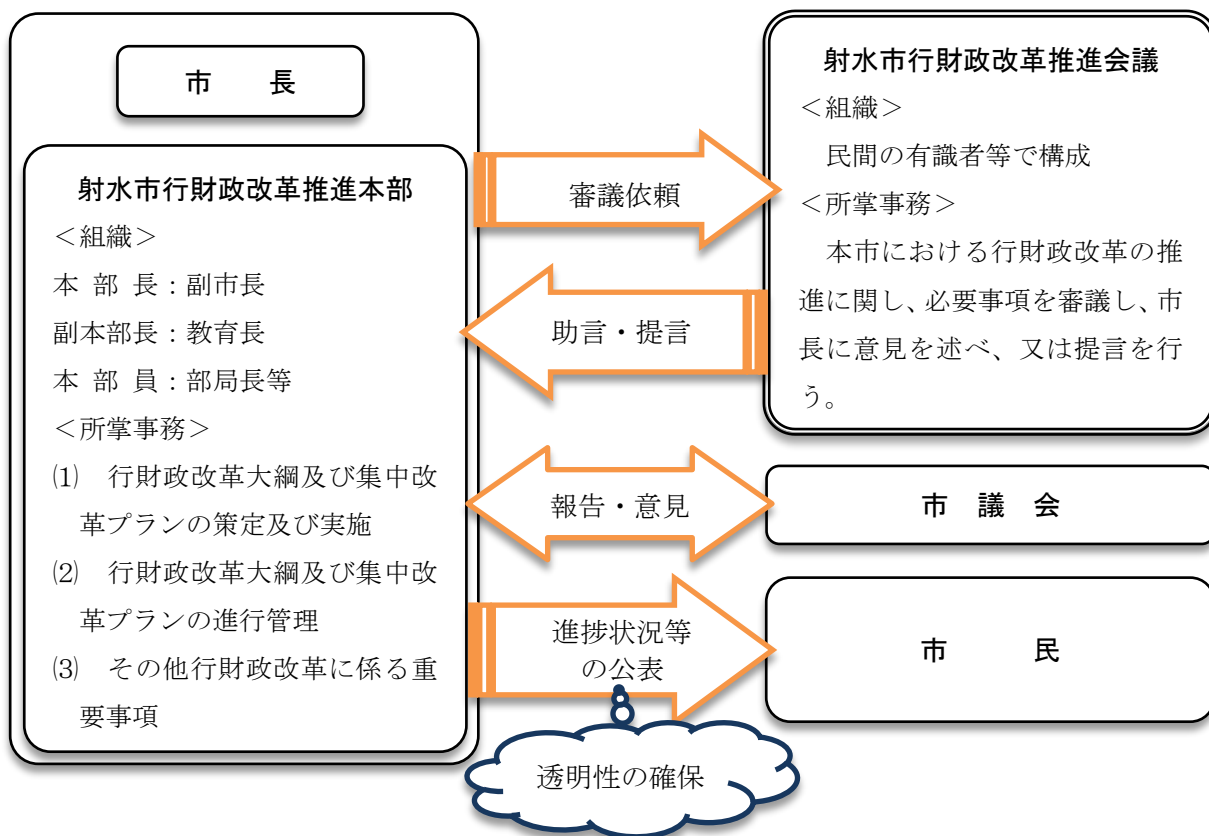 市　　長
射水市行財政改革推進本部
＜組織＞
本 部 長：副市長
副本部長：教育長
本 部 員：部局長等
＜所掌事務＞
⑴　行財政改革大綱及び集中改
革プランの策定及び実施
⑵　行財政改革大綱及び集中改
革プランの進行管理
⑶　その他行財政改革に係る重
要事項
審議依頼
助言・提言
報告・意見
進捗状況等
の公表
透明性の確保
射水市行財政改革推進会議
＜組織＞
民間の有識者等で構成
＜所掌事務＞
本市における行財政改革の推
進に関し、必要事項を審議し、市
長に意見を述べ、又は提言を行
う。
市　議　会
市　　　民